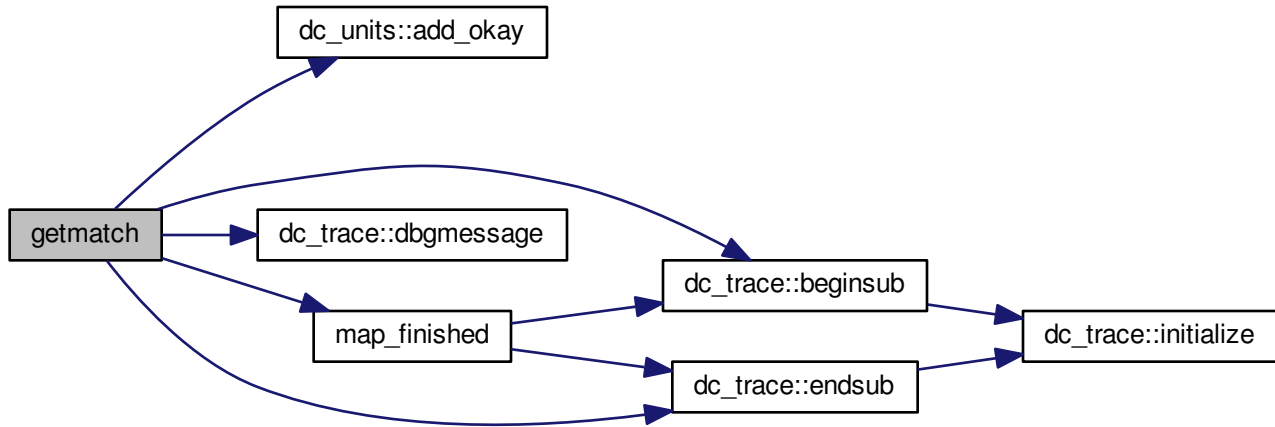 dc_units::add_okay
getmatch
dc_trace::dbgmessage
dc_trace::beginsub
map_finished
dc_trace::initialize
dc_trace::endsub